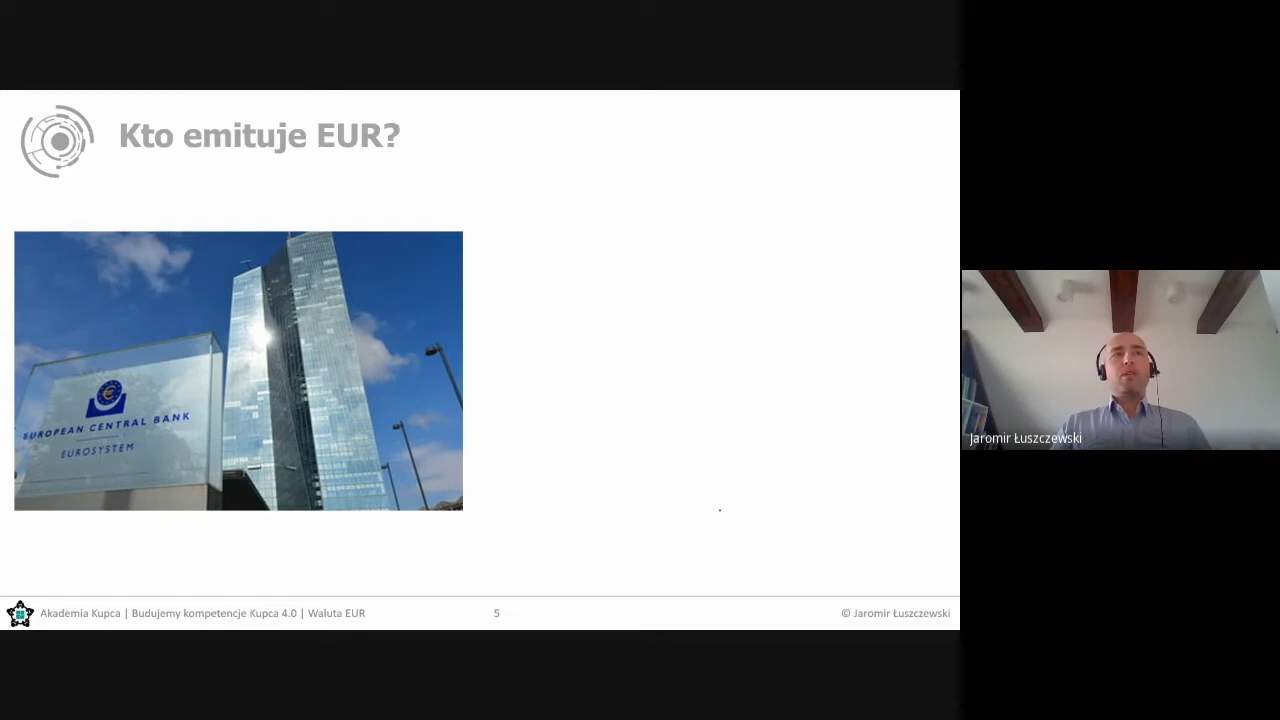 Kto emituje EUR?
EUROPEAN CENTRAL BANK
EUROSYSTEM
Jaromir Łuszczewski
Akademia Kupca | Budujemy kompetencje Kupca 4.0 | Waluta EUR
5
© Jaromir Łuszczewski